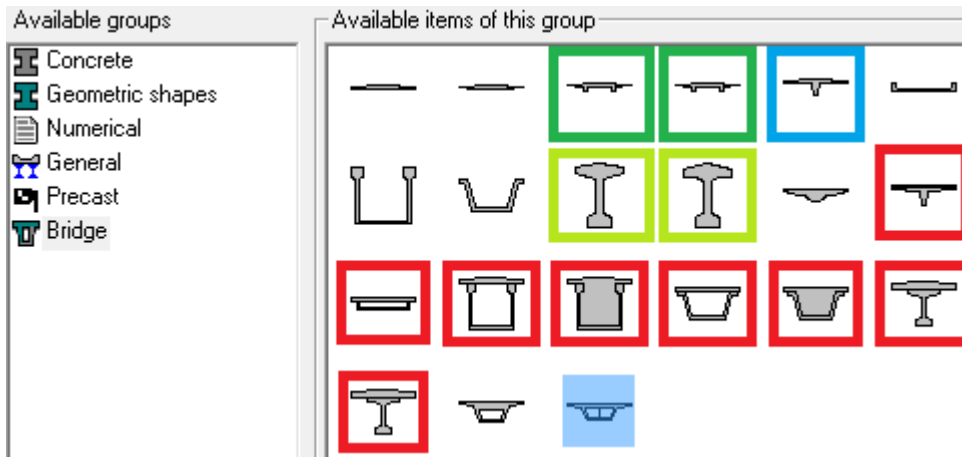 Available groups
Available items of this group
Concrete
Geometric shapes
Numerical
General
Precast
Bridge